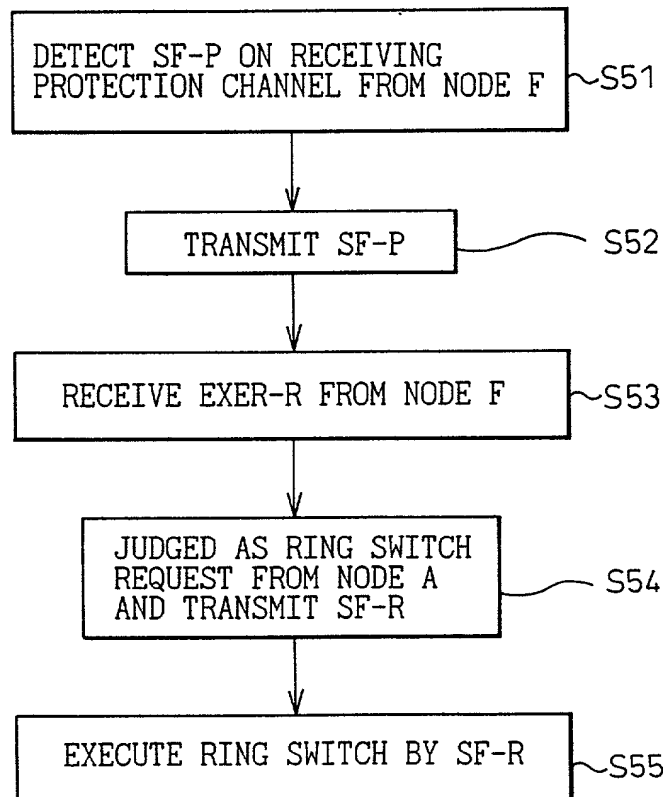 DETECT SF-P ON RECEIVING
PROTECTION CHANNEL FROM NODE F
S51
TRANSMIT SF-P
S52
RECEIVE EXER-R FROM NODE F
S53
JUDGED AS RING SWITCH
REQUEST FROM NODE A
AND TRANSMIT SF-R
S54
EXECUTE RING SWITCH BY SF-R
S55